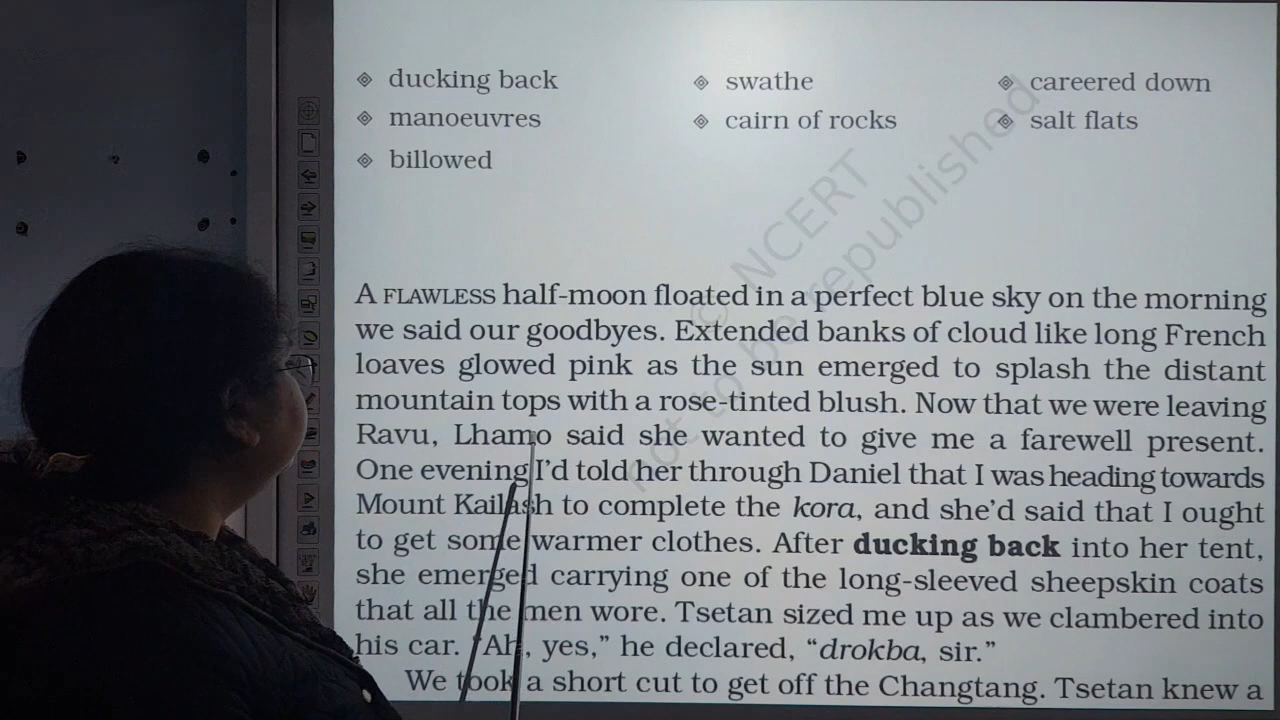 ducking back swathe careered down
manoeuvres cairn of rocks salt flats
billowed
© NCERT
not to be republished
A FLAWLESS half-moon floated in a perfect blue sky on the morning
we said our goodbyes. Extended banks of cloud like long French
loaves glowed pink as the sun emerged to splash the distant
mountain tops with a rose-tinted blush. Now that we were leaving
Ravu, Lhamo said she wanted to give me a farewell present.
One evening I'd told her through Daniel that I was heading towards
Mount Kailash to complete the kora, and she'd said that I ought
to get some warmer clothes. After ducking back into her tent,
she emerged carrying one of the long-sleeved sheepskin coats
that all the men wore. Tsetan sized me up as we clambered into
his car. “Ah, yes,” he declared, “drokba, sir.”
We took a short cut to get off the Changtang. Tsetan knew a